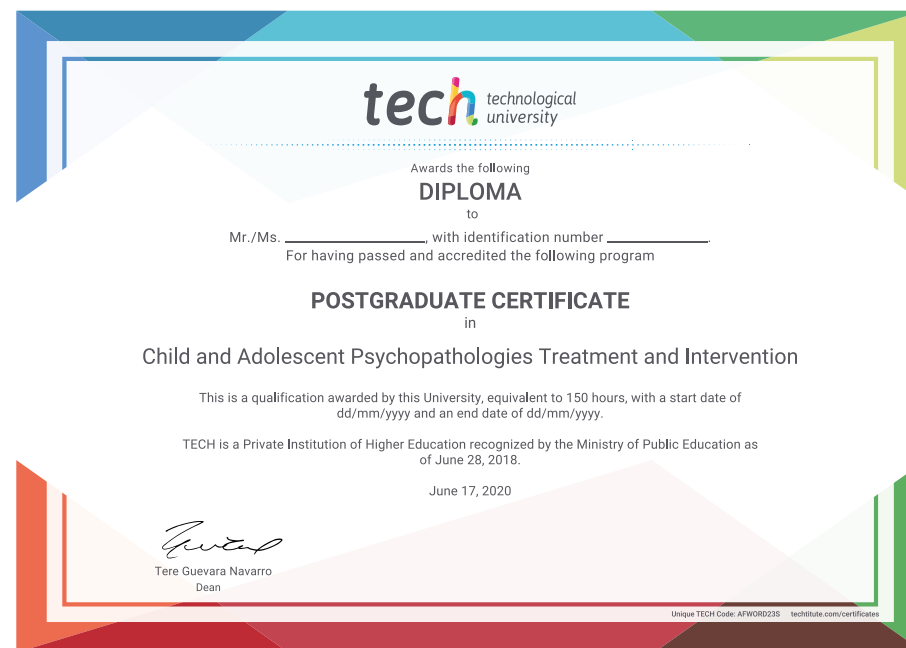 tech technological
university
Awards the following
DIPLOMA
to
Mr./Ms. ____________________, with identification number ______________.
For having passed and accredited the following program
POSTGRADUATE CERTIFICATE
in
Child and Adolescent Psychopathologies Treatment and Intervention
This is a qualification awarded by this University, equivalent to 150 hours, with a start date of
dd/mm/yyyy and an end date of dd/mm/yyyy.
TECH is a Private Institution of Higher Education recognized by the Ministry of Public Education as
of June 28, 2018.
June 17, 2020
Tere Guevara Navarro
Dean
Unique TECH Code: AFWORD23S techtitute.com/certificates